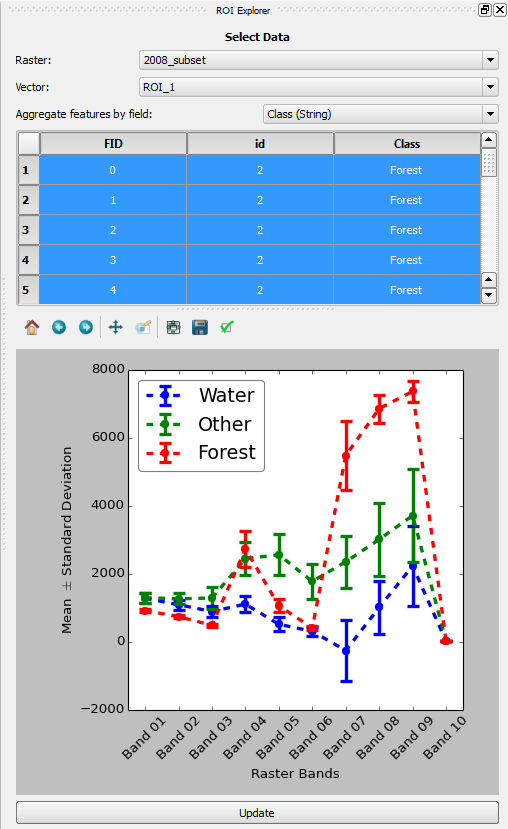 ROI Explorer
Select Data
Raster: 2008_subset
Vector: ROI_1
Aggregate features by field: Class (String)
FID id Class
1 0 2 Forest
2 1 2 Forest
3 2 2 Forest
4 3 2 Forest
5 4 2 Forest
8000
6000
4000
2000
0
−2000
Mean ± Standard Deviation
Water
Other
Forest
Band 01 Band 02 Band 03 Band 04 Band 05 Band 06 Band 07 Band 08 Band 09 Band 10
Raster Bands
Update